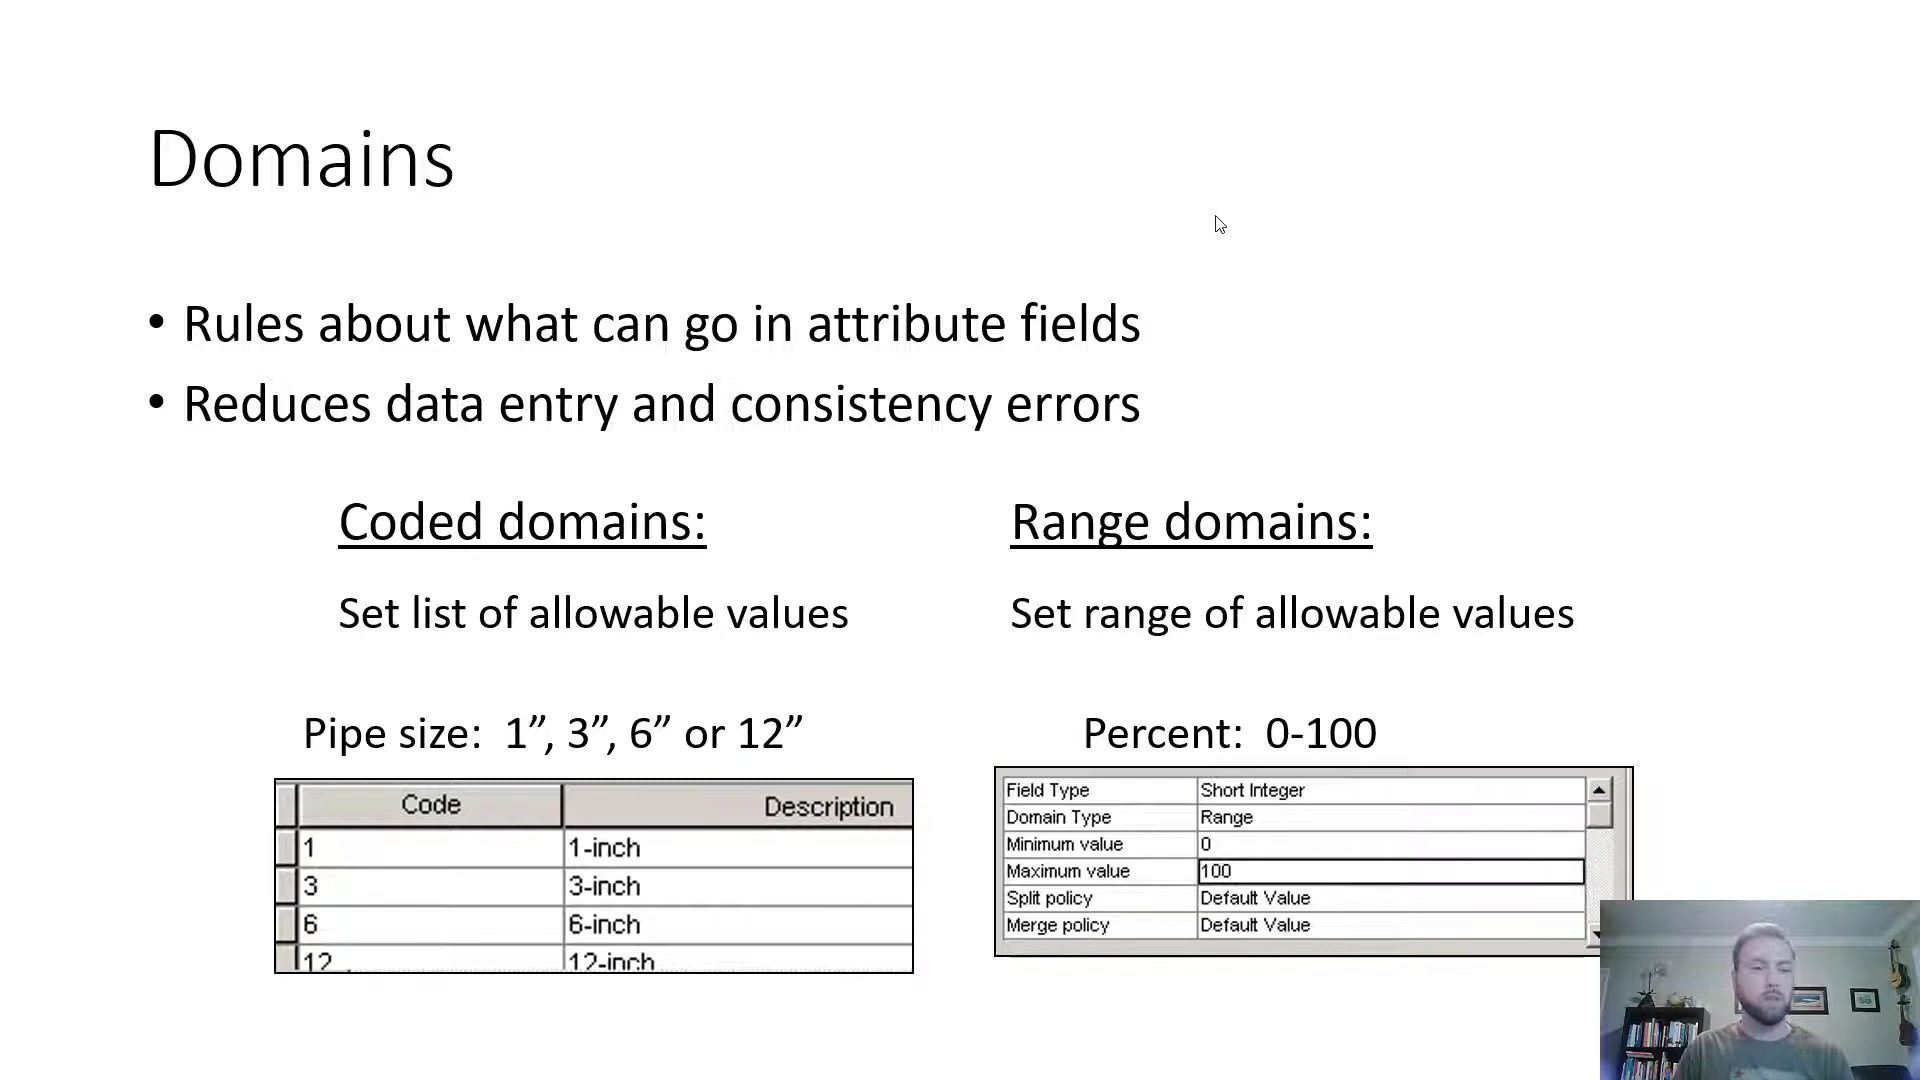 Domains
• Rules about what can go in attribute fields
• Reduces data entry and consistency errors
Coded domains:
Set list of allowable values
Pipe size: 1”, 3”, 6” or 12”
Code Description
1 1-inch
3 3-inch
6 6-inch
12 12-inch
Range domains:
Set range of allowable values
Percent: 0-100
Field Type Short Integer
Domain Type Range
Minimum value 0
Maximum value 100
Split policy Default Value
Merge policy Default Value